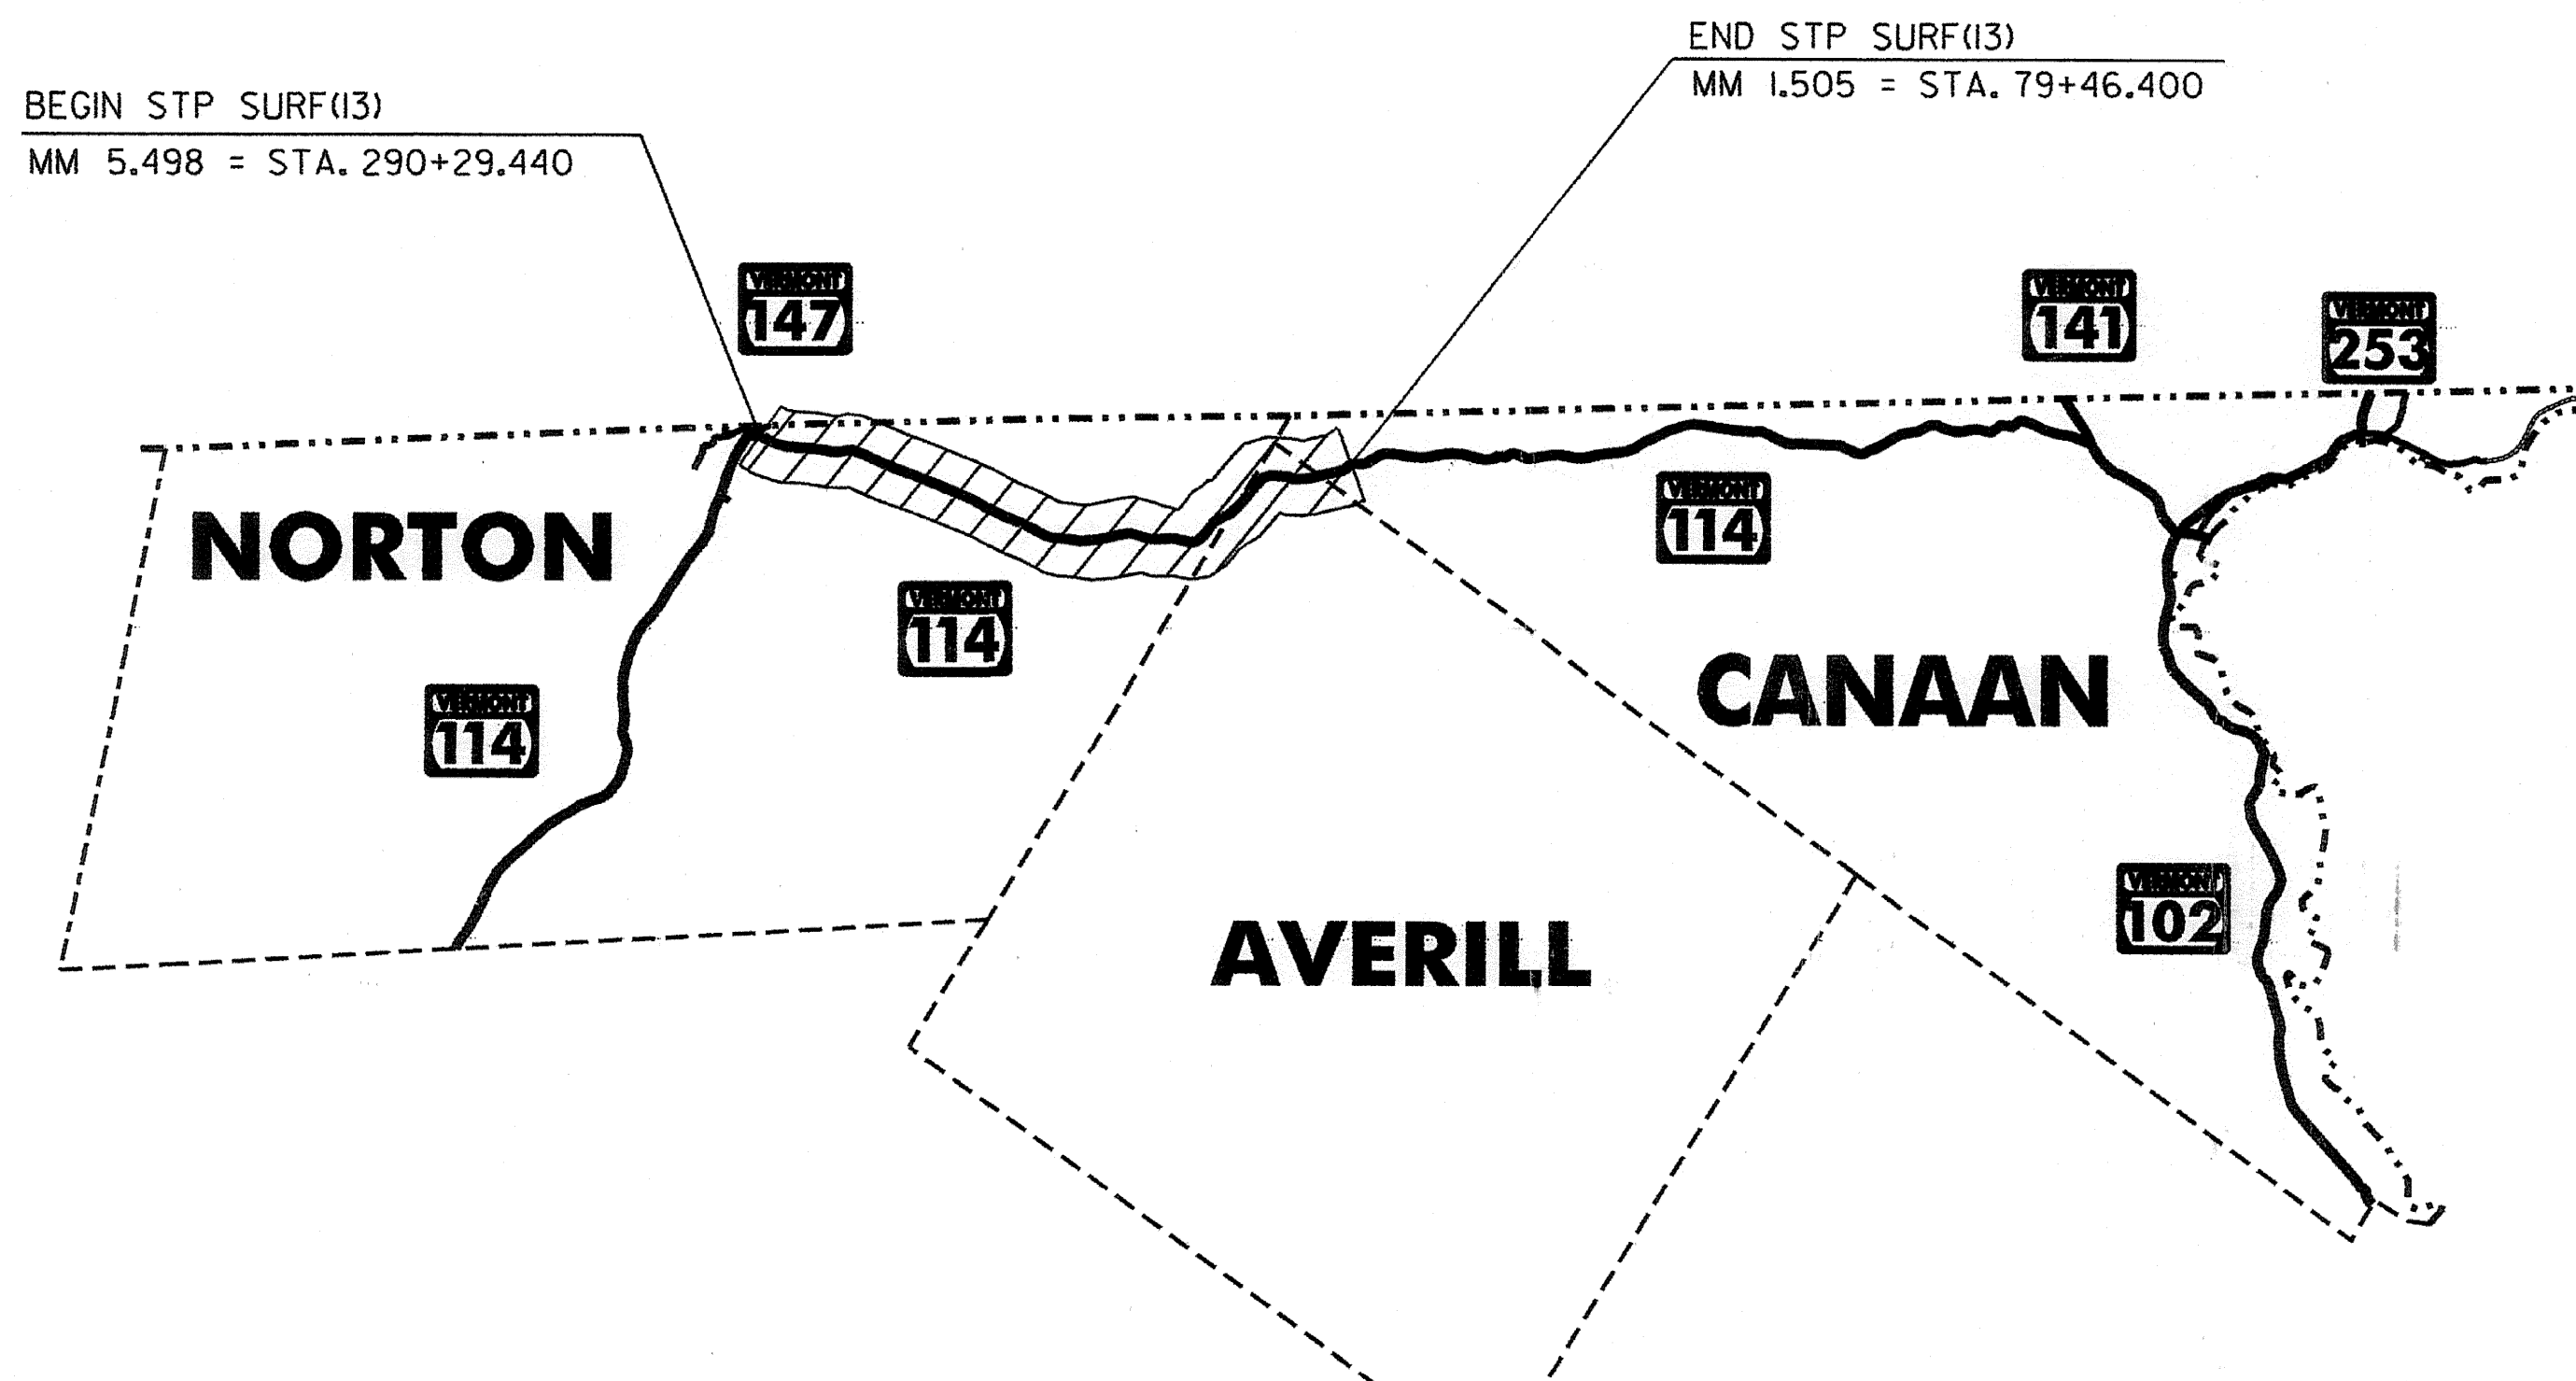 END STP SURF(13)
MM 1.505 = STA. 79+46.400
BEGIN STP SURF(13)
MM 5.498 = STA. 290+29.440
VERMONT
147
VERMONT
141
VERMONT
253
NORTON
VERMONT
114
VERMONT
114
VERMONT
114
CANAAN
AVERILL
VERMONT
102